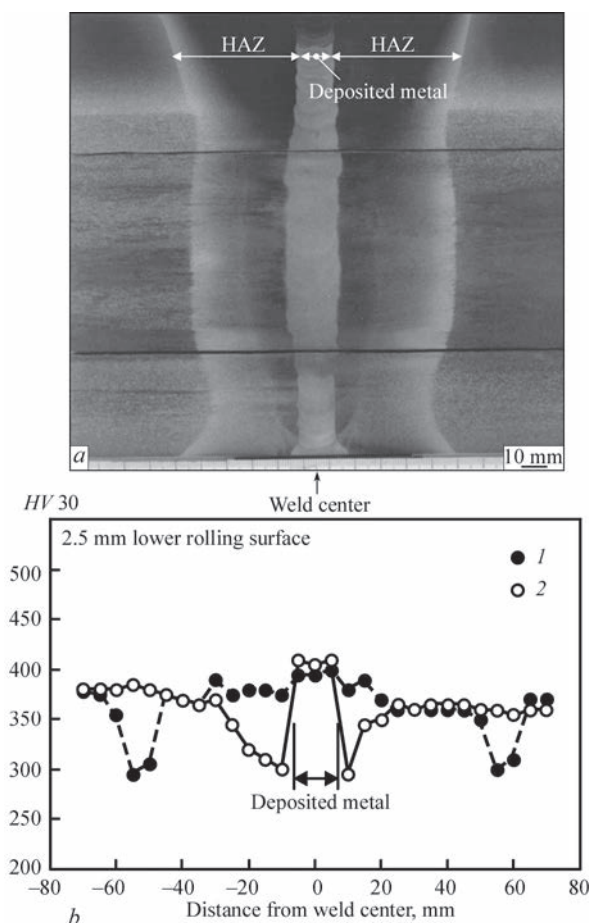 HAZ HAZ
Deposited metal
a
10 mm
Weld center
HV 30
2.5 mm lower rolling surface
1
2
500
450
400
350
300
250
200
Deposited metal
–80 –60 –40 –20 0 20 40 60 80
b
Distance from weld center, mm